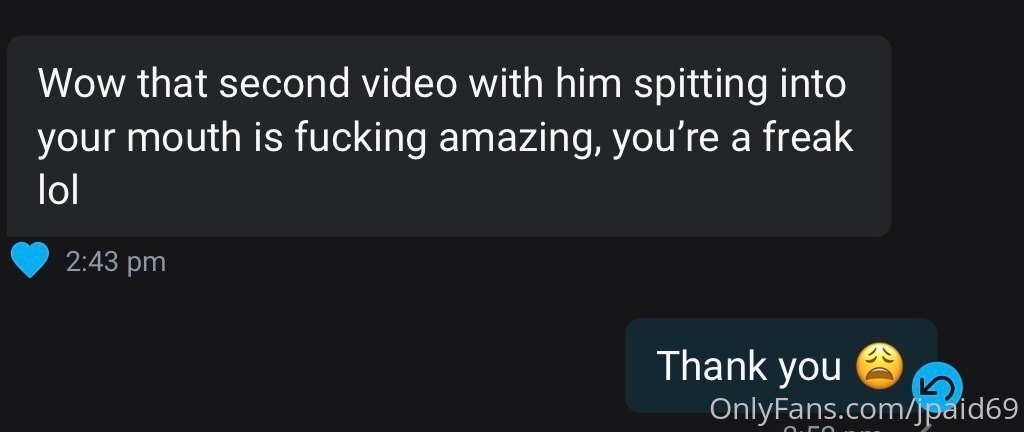 Wow that second video with him spitting into
your mouth is fucking amazing, you’re a freak
lol
2:43 pm
Thank you 😩
OnlyFans.com/jpaid69